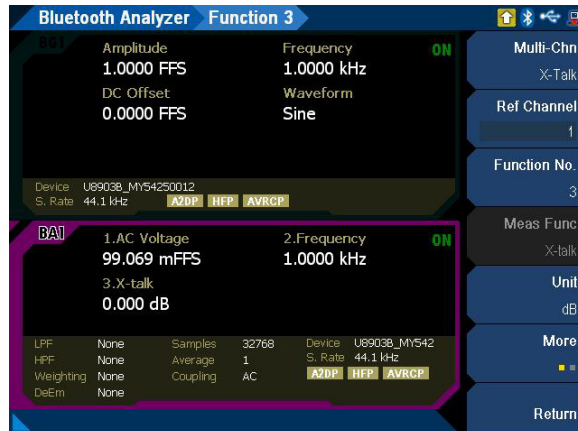 Bluetooth Analyzer Function 3
BG1
Amplitude Frequency ON
1.0000 FFS 1.0000 kHz
DC Offset Waveform
0.0000 FFS Sine
Device U8903B_MY54250012
S. Rate 44.1 kHz A2DP HFP AVRCP
BA1
1.AC Voltage 2.Frequency ON
99.069 mFFS 1.0000 kHz
3.X-talk
0.000 dB
LPF None Samples 32768 Device U8903B_MY542
HPF None Average 1 S. Rate 44.1 kHz
Weighting None Coupling AC A2DP HFP AVRCP
DeEm None
Multi-Chn
X-Talk
Ref Channel
1
Function No.
3
Meas Func
X-talk
Unit
dB
More
Return